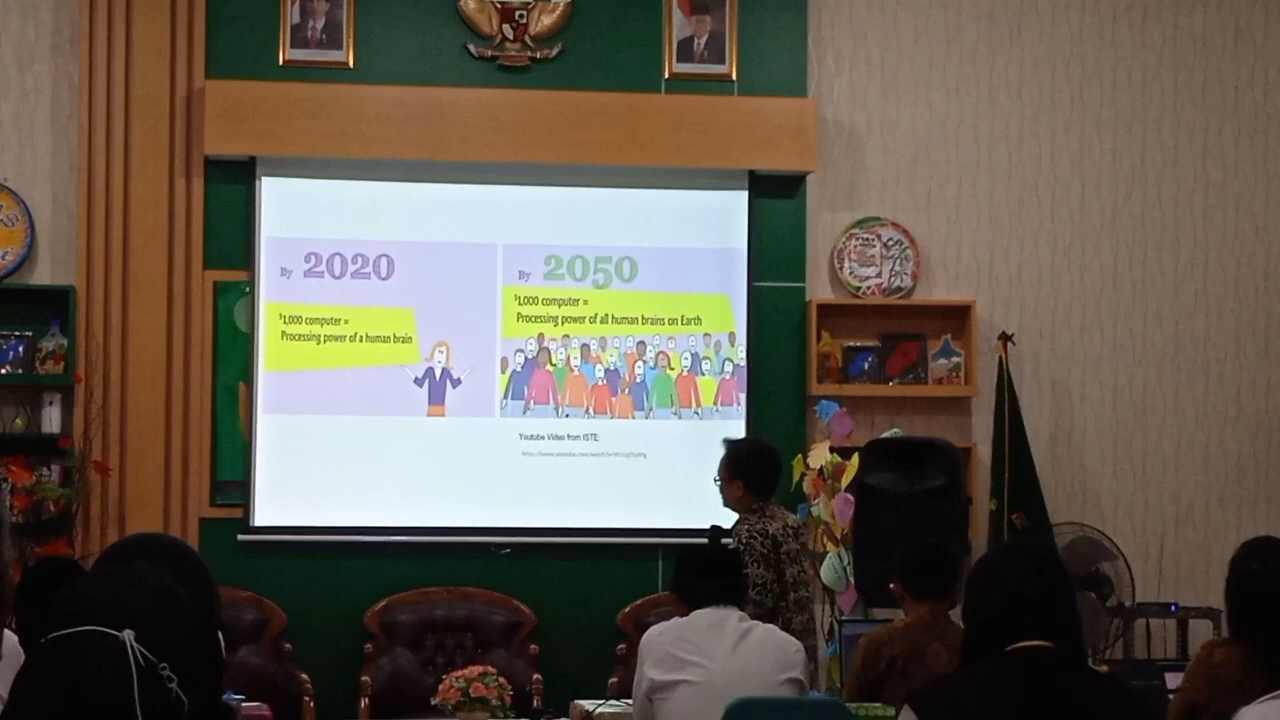 By 2020
$1,000 computer =
Processing power of a human brain
By 2050
$1,000 computer =
Processing power of all human brains on Earth
Youtube Video from ISTE: